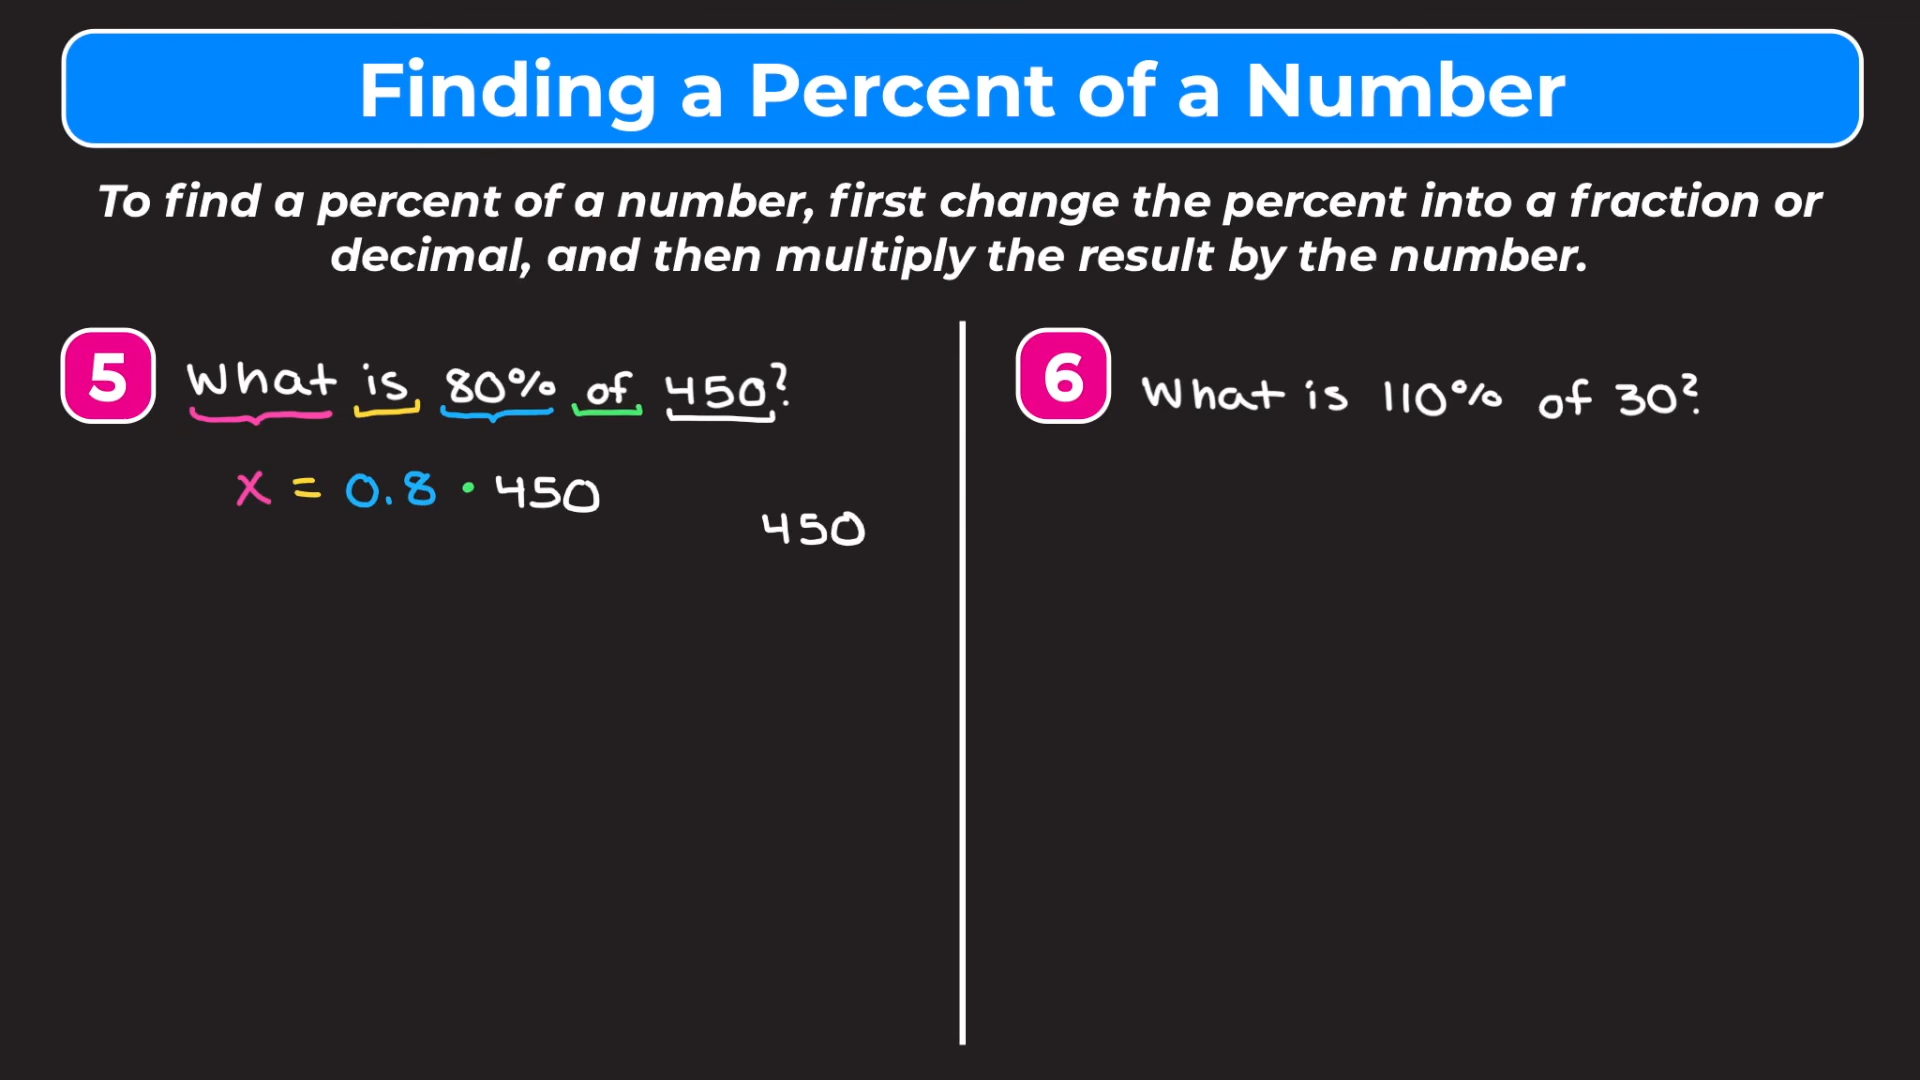 Finding a Percent of a Number
To find a percent of a number, first change the percent into a fraction or
decimal, and then multiply the result by the number.
5
What is 80% of 450?
x = 0.8 · 450
450
6
What is 110% of 30?